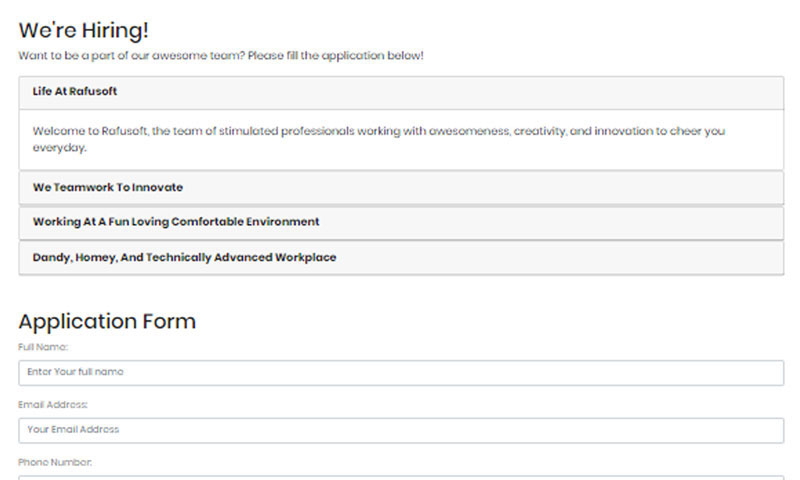 We're Hiring!
Want to be a part of our awesome team? Please fill the application below!
Life At Rafusoft
Welcome to Rafusoft, the team of stimulated professionals working with awesomeness, creativity, and innovation to cheer you
everyday.
We Teamwork To Innovate
Working At A Fun Loving Comfortable Environment
Dandy, Homey, And Technically Advanced Workplace
Application Form
Full Name:
Enter Your full name
Email Address:
Your Email Address
Phone Number: